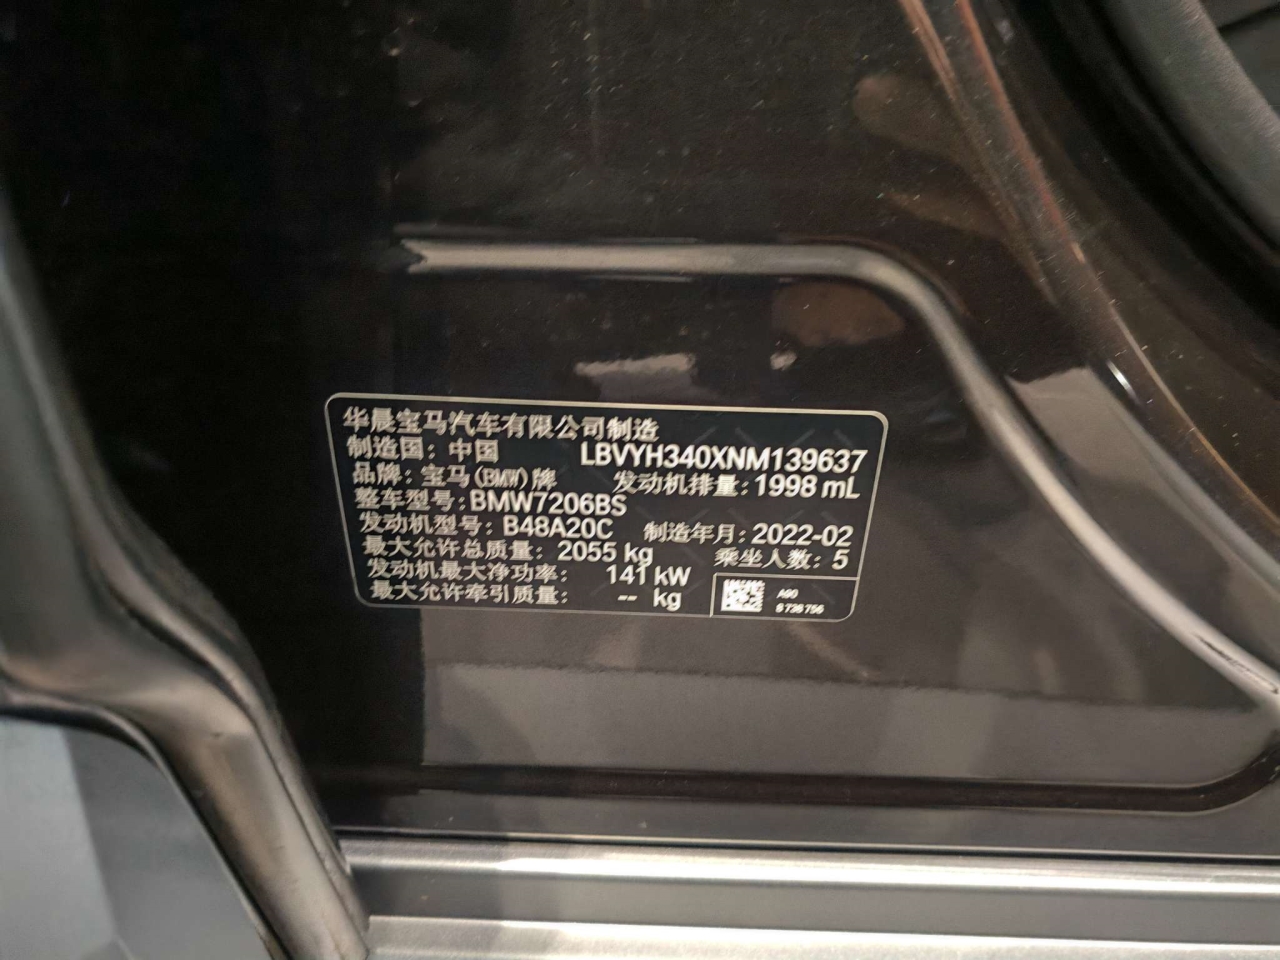 华晨宝马汽车有限公司制造
制造国：中国 LBVYH340XNM139637
品牌：宝马(BMW)牌 发动机排量：1998 mL
整车型号：BMW7206BS
发动机型号：B48A20C 制造年月：2022-02
最大允许总质量：2055 kg 乘坐人数：5
发动机最大净功率：141 kW
最大允许牵引质量：-- kg
A90
8 738 756